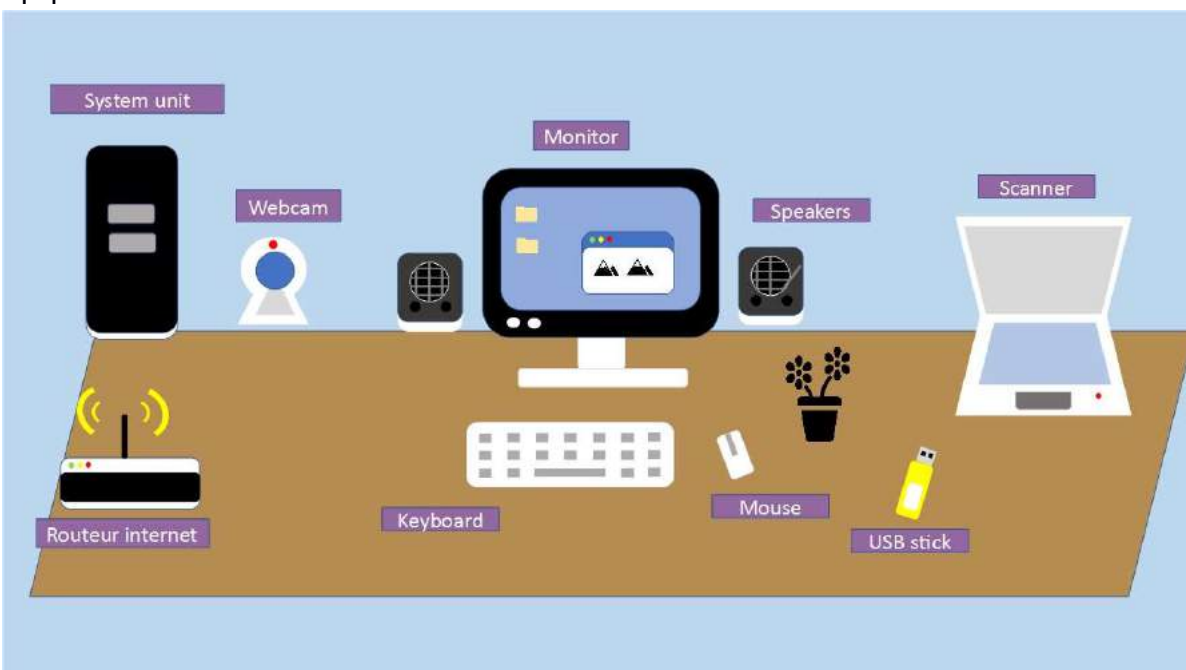 System unit
Monitor
Scanner
Webcam
Speakers
Mouse
Keyboard
Routeur internet
USB stick